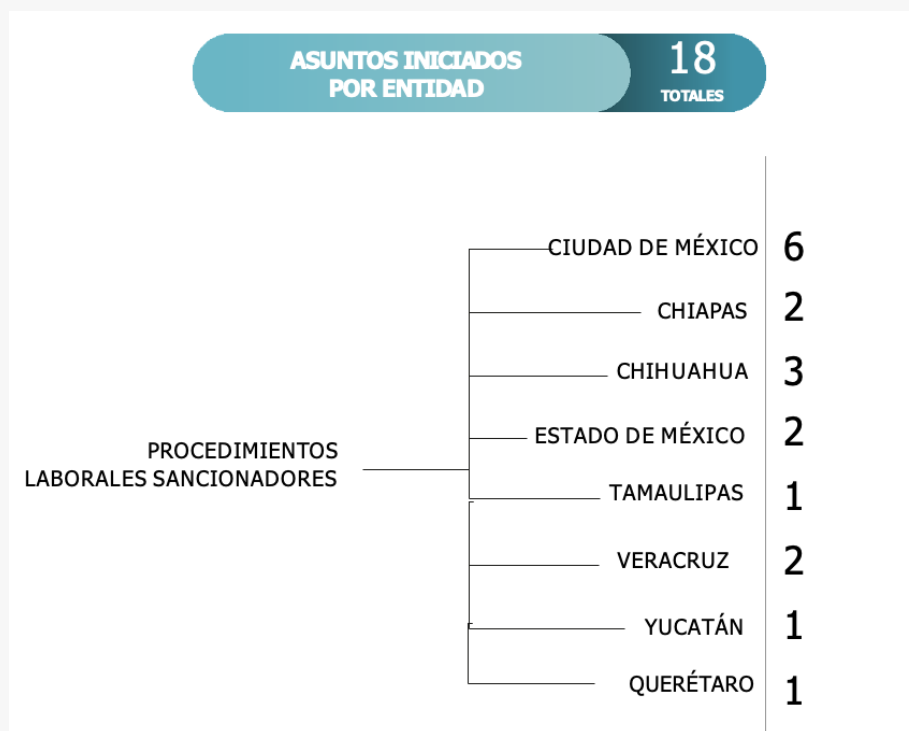 ASUNTOS INICIADOS
POR ENTIDAD
18
TOTALES
CIUDAD DE MÉXICO 6
CHIAPAS 2
CHIHUAHUA 3
ESTADO DE MÉXICO 2
PROCEDIMIENTOS
LABORALES SANCIONADORES
TAMAULIPAS 1
VERACRUZ 2
YUCATÁN 1
QUERÉTARO 1